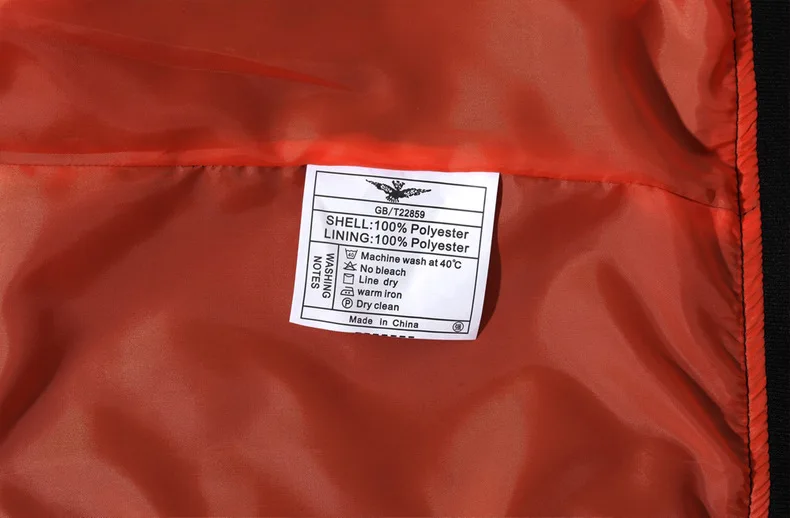 GB/T22859
SHELL:100% Polyester
LINING:100% Polyester
WASHING
NOTES
Machine wash at 40℃
No bleach
Line dry
warm iron
P Dry clean
Made in China